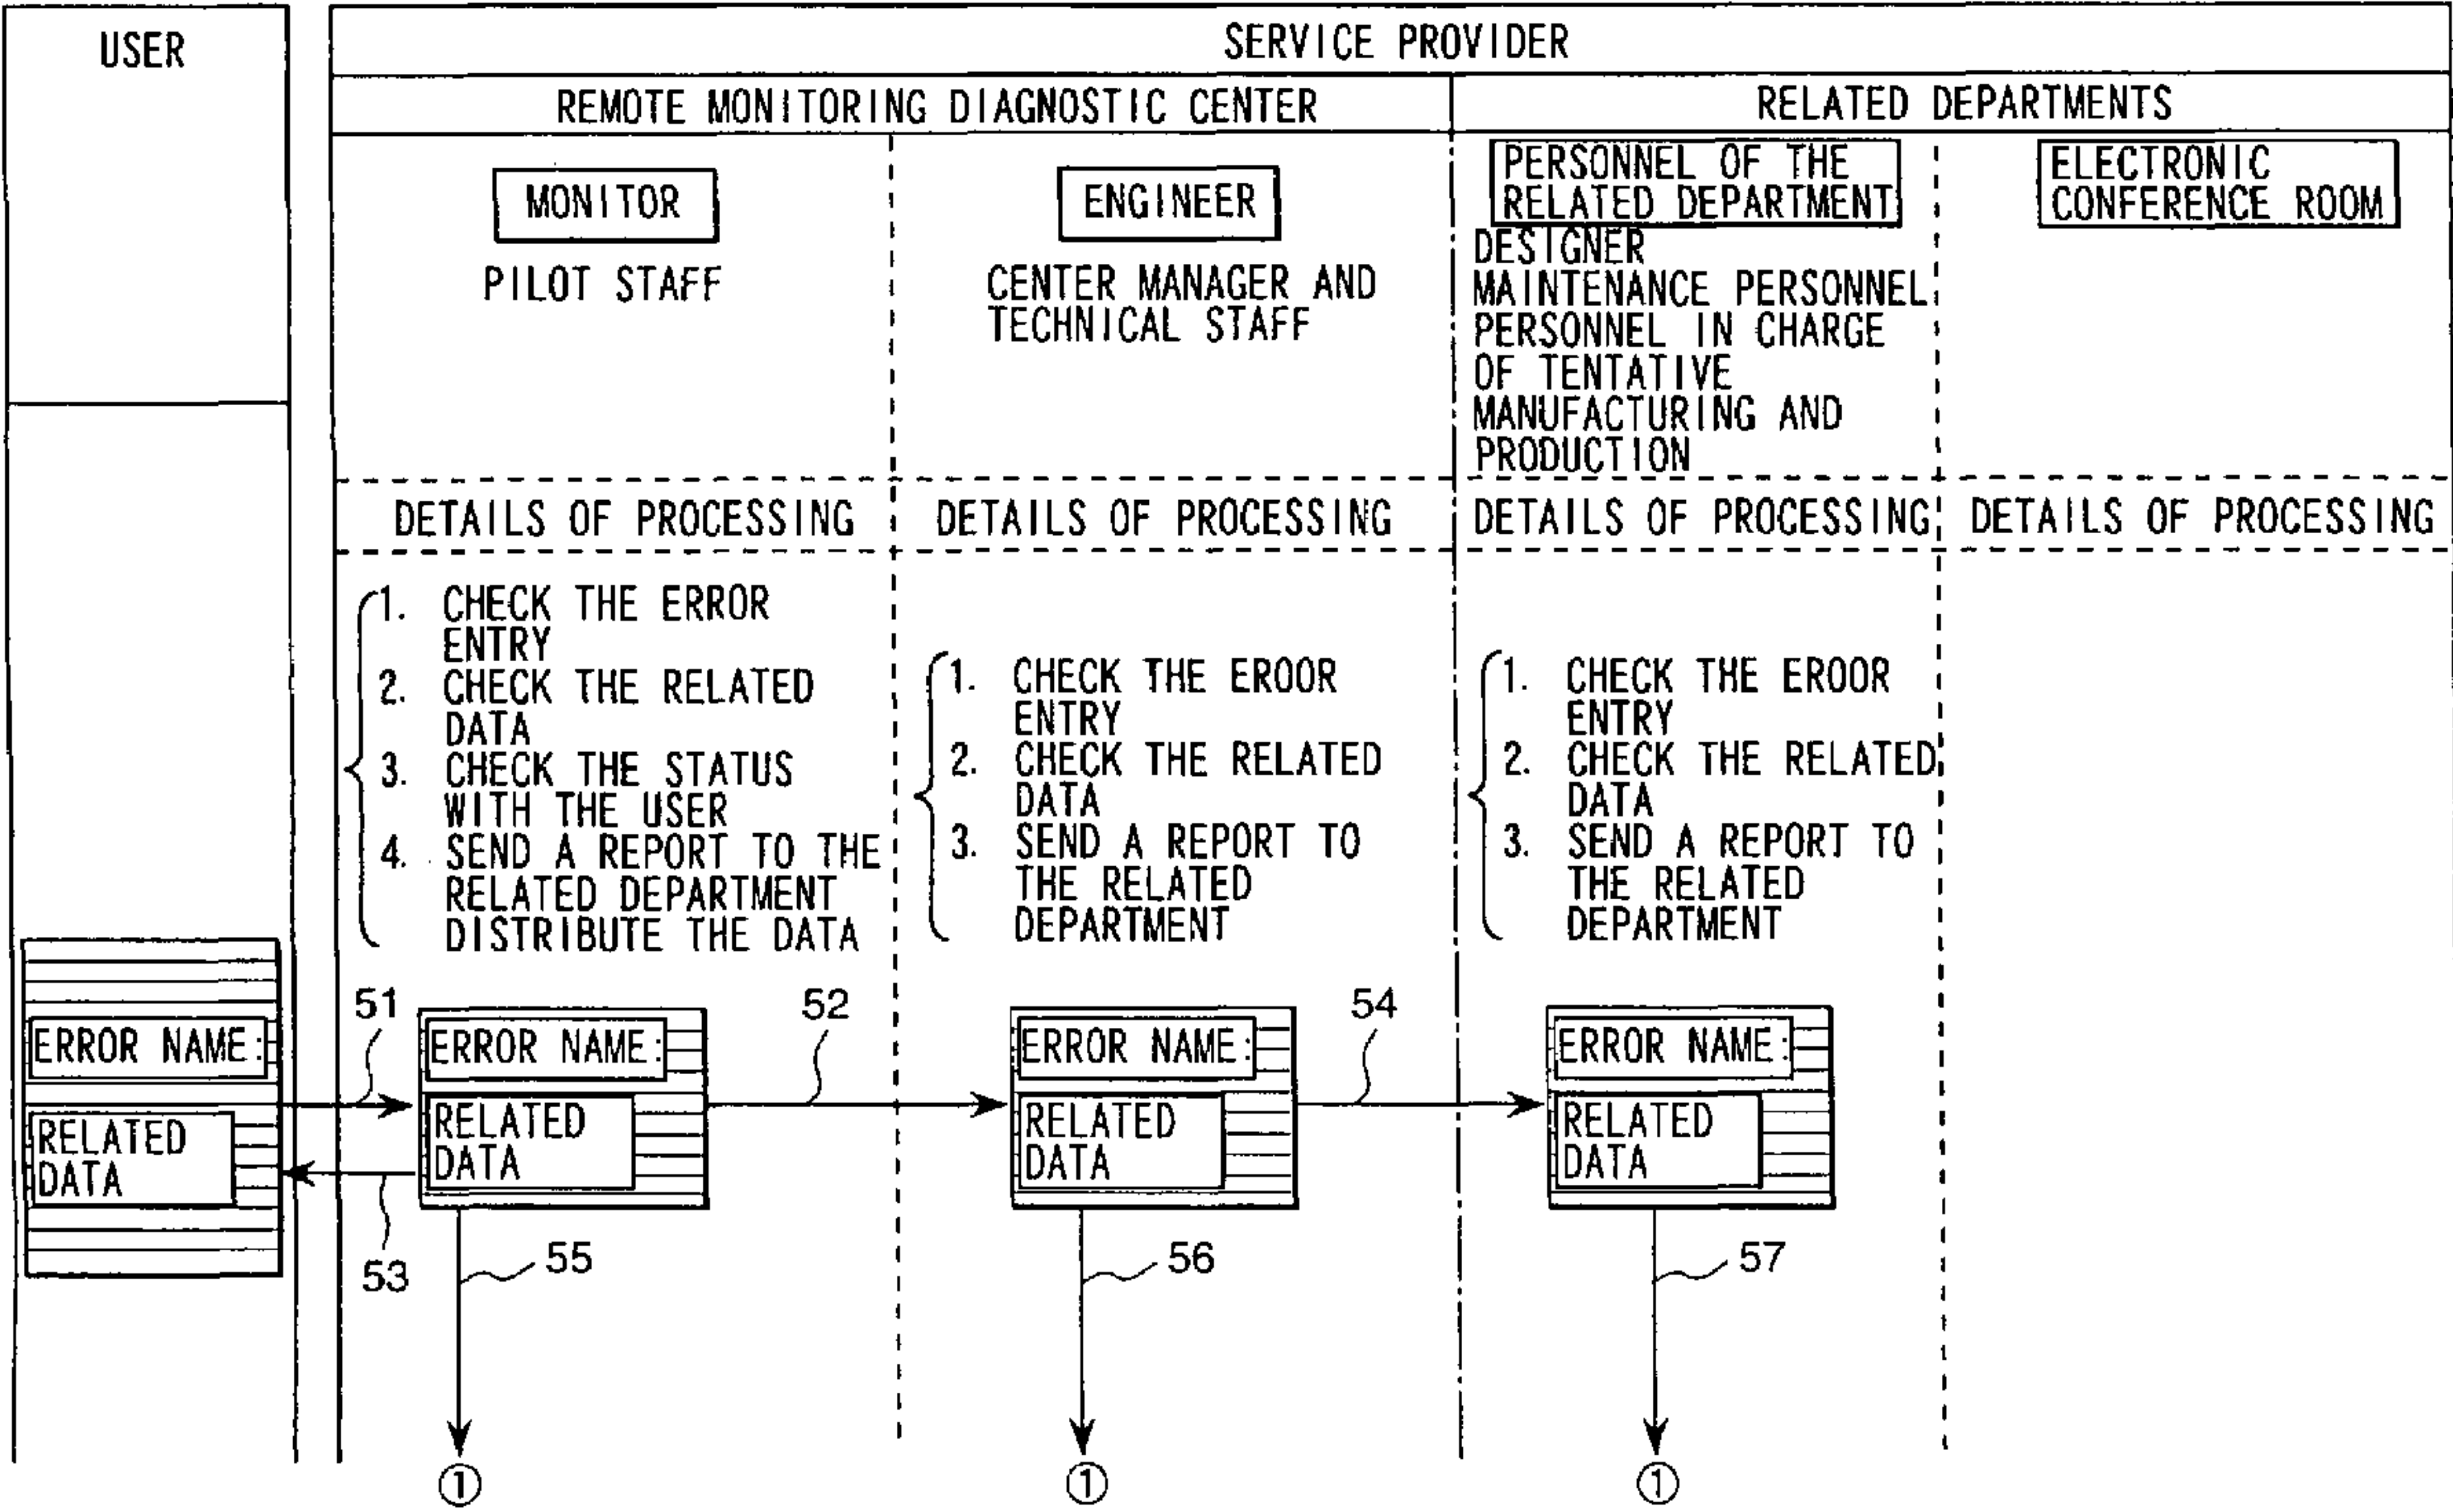 USER
SERVICE PROVIDER
REMOTE MONITORING DIAGNOSTIC CENTER
RELATED DEPARTMENTS
MONITOR
PILOT STAFF
ENGINEER
CENTER MANAGER AND
TECHNICAL STAFF
PERSONNEL OF THE
RELATED DEPARTMENT
DESIGNER
MAINTENANCE PERSONNEL
PERSONNEL IN CHARGE
OF TENTATIVE
MANUFACTURING AND
PRODUCTION
ELECTRONIC
CONFERENCE ROOM
DETAILS OF PROCESSING
DETAILS OF PROCESSING
DETAILS OF PROCESSING
DETAILS OF PROCESSING
1. CHECK THE ERROR
ENTRY
2. CHECK THE RELATED
DATA
3. CHECK THE STATUS
WITH THE USER
4. SEND A REPORT TO THE
RELATED DEPARTMENT
DISTRIBUTE THE DATA
1. CHECK THE EROOR
ENTRY
2. CHECK THE RELATED
DATA
3. SEND A REPORT TO
THE RELATED
DEPARTMENT
1. CHECK THE EROOR
ENTRY
2. CHECK THE RELATED
DATA
3. SEND A REPORT TO
THE RELATED
DEPARTMENT
ERROR NAME:
RELATED
DATA
51
53
ERROR NAME:
RELATED
DATA
52
55
ERROR NAME:
RELATED
DATA
54
56
ERROR NAME:
RELATED
DATA
57
①
①
①